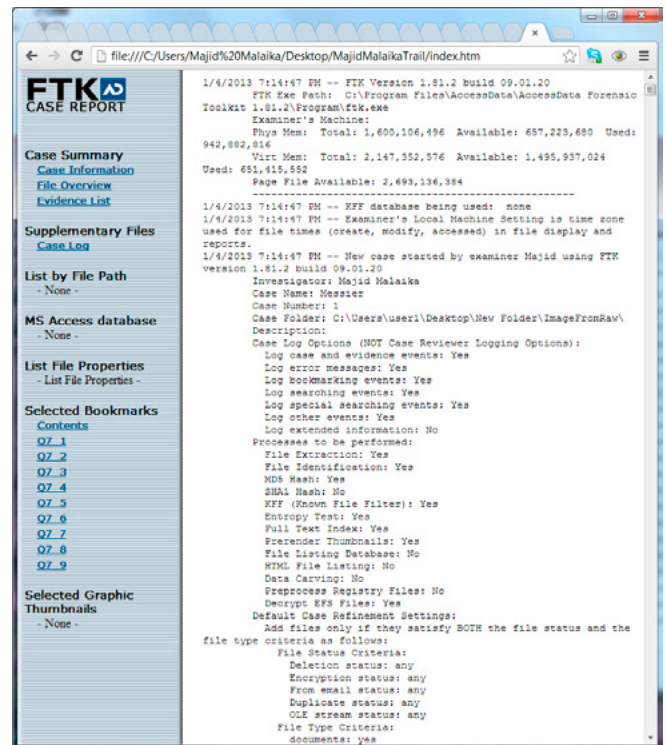 file:///C:/Users/Majid%20Malaika/Desktop/MajidMalaikaTrail/index.htm
FTK AD
CASE REPORT
Case Summary
Case Information
File Overview
Evidence List
Supplementary Files
Case Log
List by File Path
- None -
MS Access database
- None -
List File Properties
- List File Properties -
Selected Bookmarks
Contents
Q7_1
Q7_2
Q7_3
Q7_4
Q7_5
Q7_6
Q7_7
Q7_8
Q7_9
Selected Graphic
Thumbnails
- None -
1/4/2013 7:14:47 PM -- FTK Version 1.81.2 build 09.01.20
FTK Exe Path: C:\Program Files\AccessData\AccessData Forensic
Toolkit 1.81.2\Program\ftk.exe
Examiner's Machine:
Phys Mem: Total: 1,600,106,496 Available: 657,223,680 Used:
942,882,816
Virt Mem: Total: 2,147,352,576 Available: 1,495,937,024
Used: 651,415,552
Page File Available: 2,693,136,384
--------------------------------------------------------
1/4/2013 7:14:47 PM -- KFF database being used: none
1/4/2013 7:14:47 PM -- Examiner's Local Machine Setting is time zone
used for file times (create, modify, accessed) in file display and
reports.
1/4/2013 7:14:47 PM -- New case started by examiner Majid using FTK
version 1.81.2 build 09.01.20
Investigator: Majid Malaika
Case Name: Messier
Case Number: 1
Case Folder: C:\Users\user1\Desktop\New Folder\ImageFromRaw\
Description:
Case Log Options (NOT Case Reviewer Logging Options):
Log case and evidence events: Yes
Log error messages: Yes
Log bookmarking events: Yes
Log searching events: Yes
Log special searching events: Yes
Log other events: Yes
Log extended information: No
Processes to be performed:
File Extraction: Yes
File Identification: Yes
MD5 Hash: Yes
SHA1 Hash: No
KFF (Known File Filter): Yes
Entropy Test: Yes
Full Text Index: Yes
Prerender Thumbnails: Yes
File Listing Database: No
HTML File Listing: No
Data Carving: No
Preprocess Registry Files: No
Decrypt EFS Files: Yes
Default Case Refinement Settings:
Add files only if they satisfy BOTH the file status and the
file type criteria as follows:
File Status Criteria:
Deletion status: any
Encryption status: any
From email status: any
Duplicate status: any
OLE stream status: any
File Type Criteria:
documents: yes